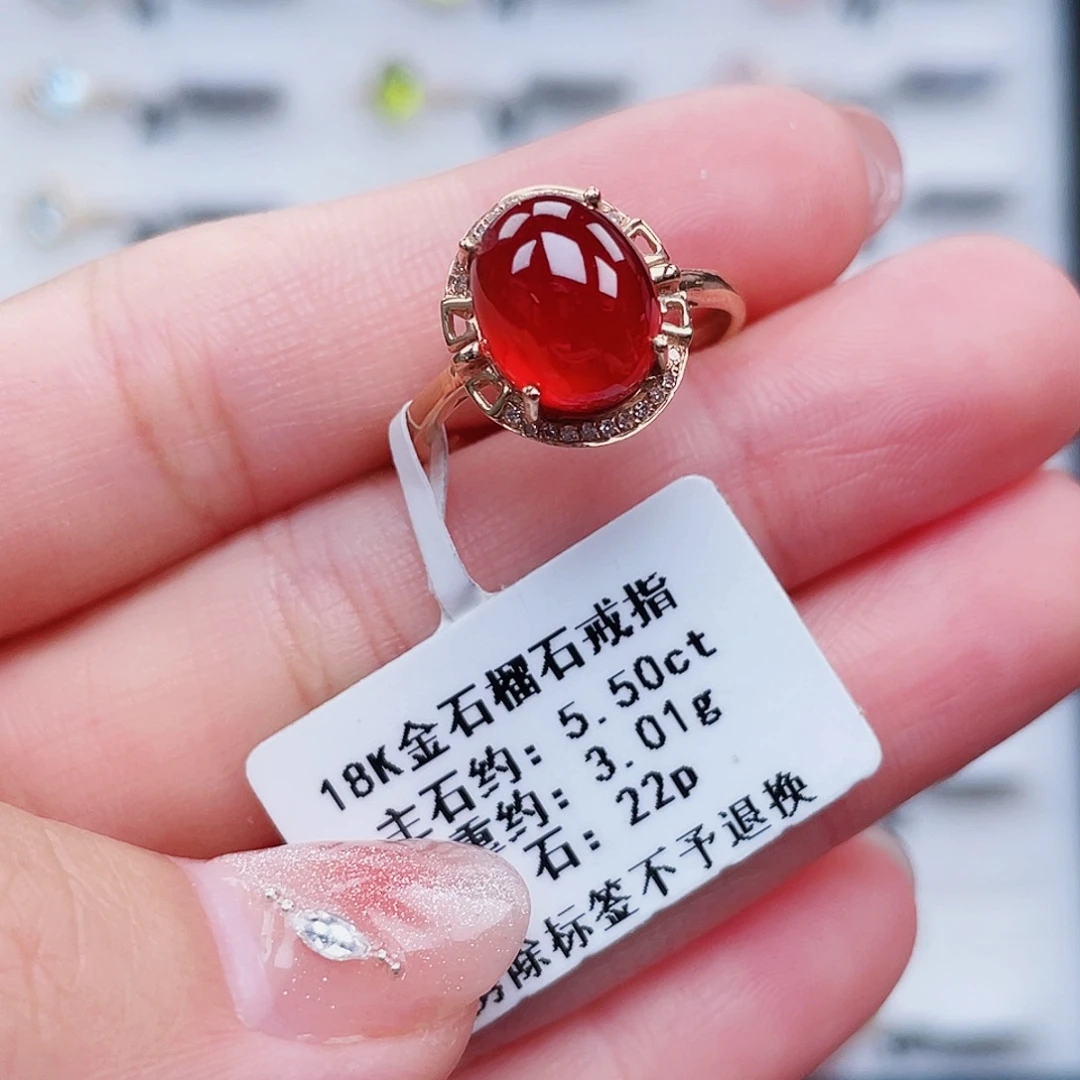 18K金石榴石戒指
主石约: 5.50ct
重约: 3.01g
石: 22p
除标签不予退换